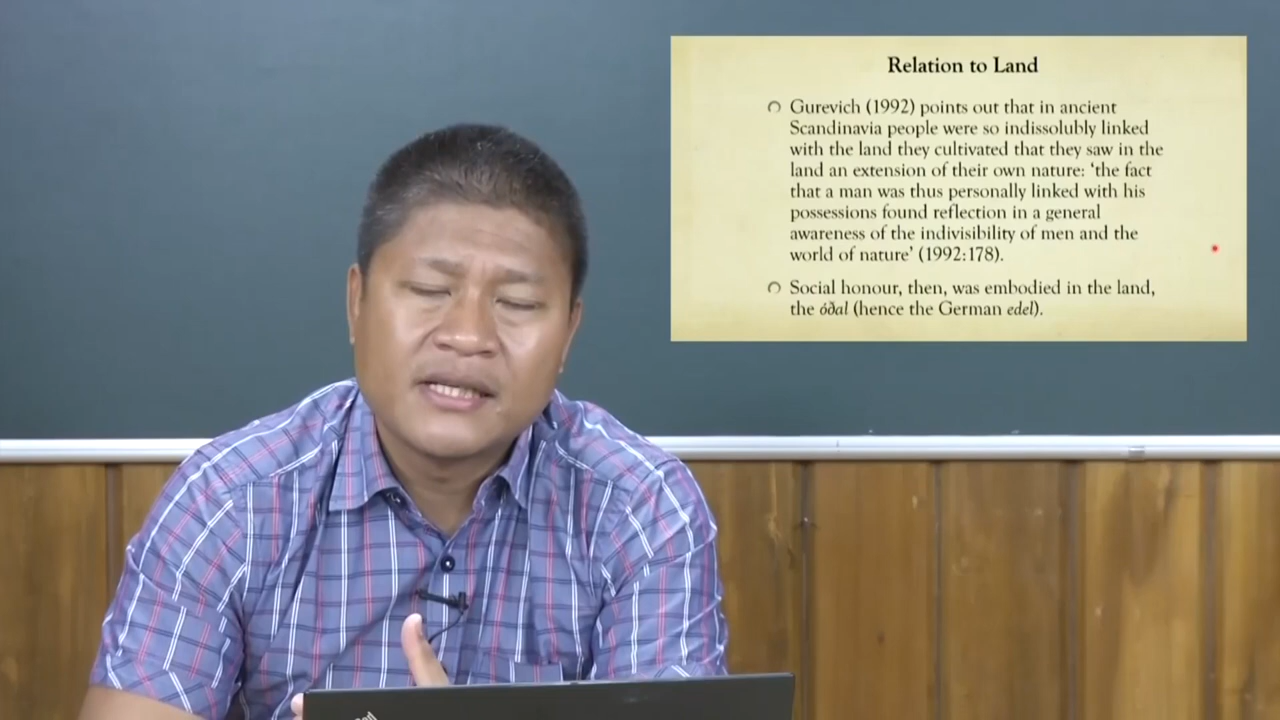 Relation to Land
Gurevich (1992) points out that in ancient
Scandinavia people were so indissolubly linked
with the land they cultivated that they saw in the
land an extension of their own nature: ‘the fact
that a man was thus personally linked with his
possessions found reflection in a general
awareness of the indivisibility of men and the
world of nature’ (1992:178).
Social honour, then, was embodied in the land,
the óðal (hence the German edel).